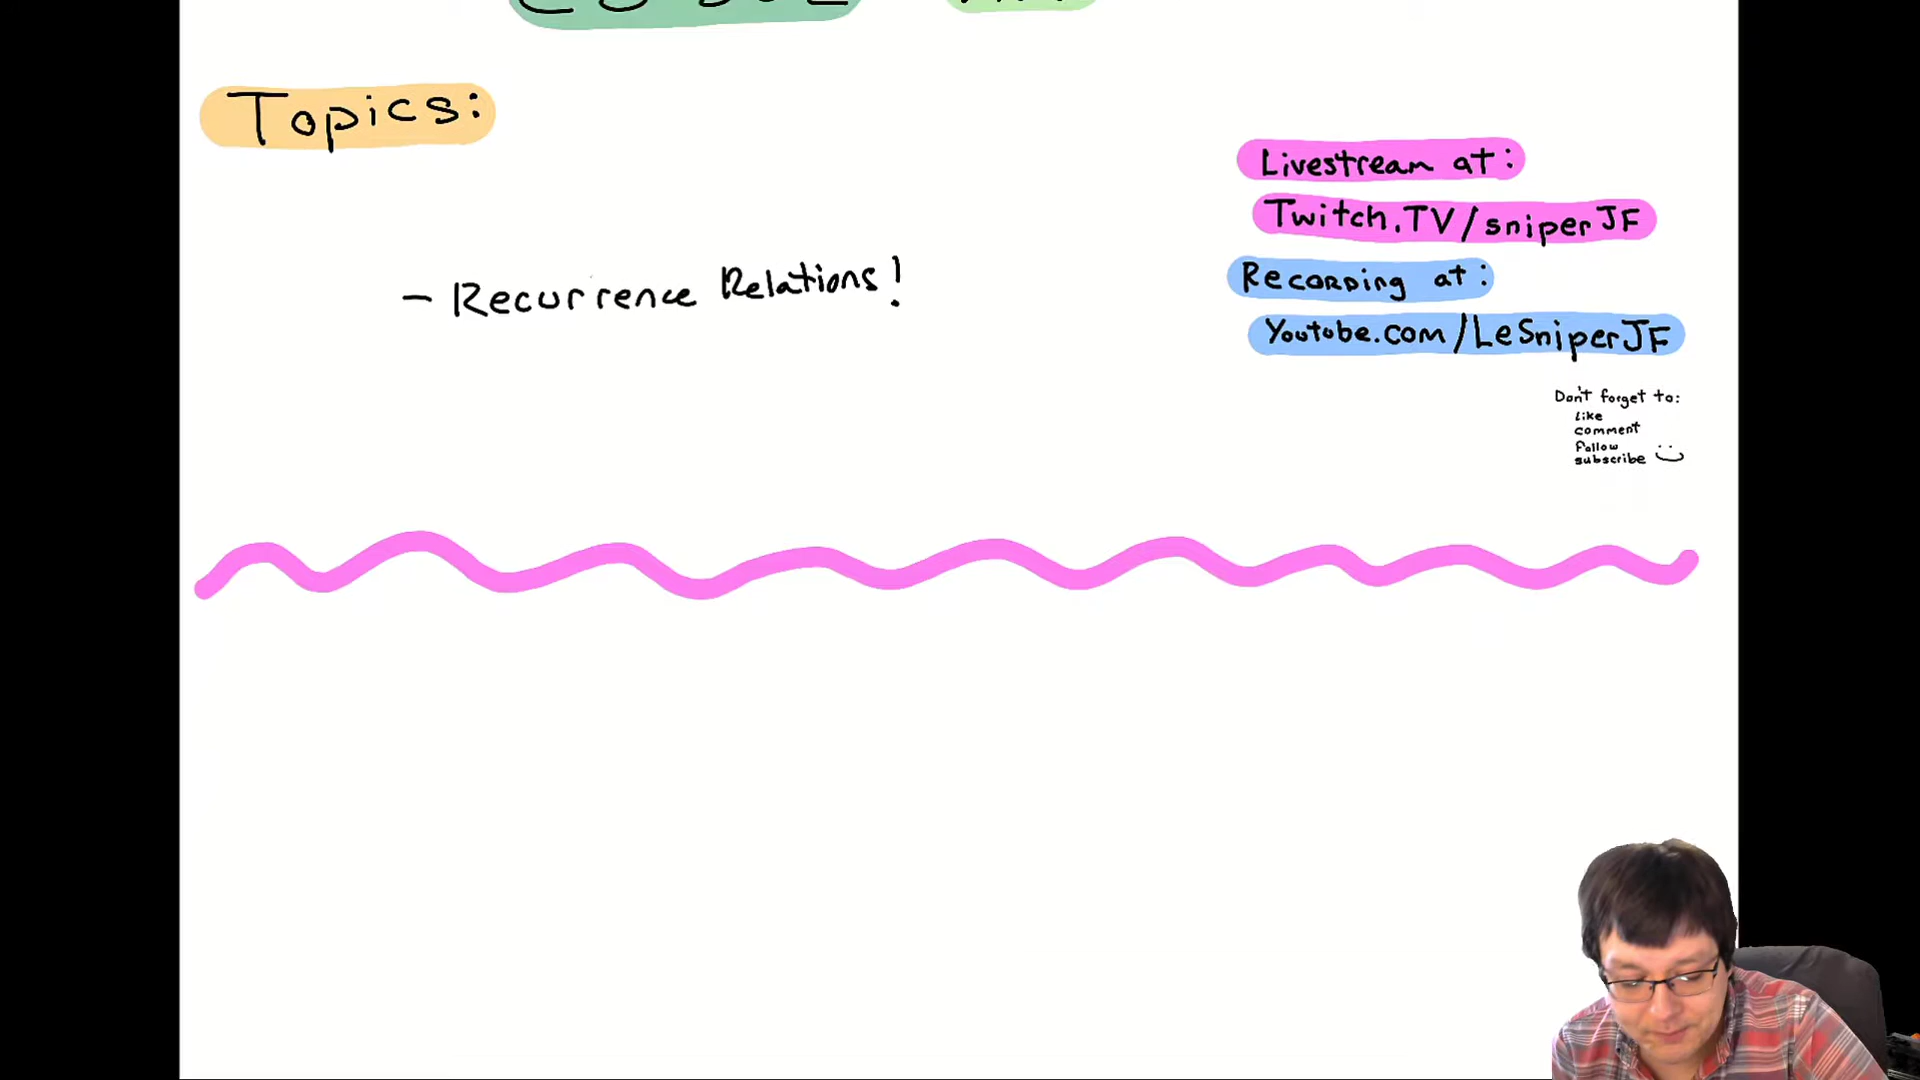 Topics:
Livestream at:
Twitch.TV/sniperJF
- Recurrence Relations!
Recording at:
Youtube.com/LeSniperJF
Don't forget to:
like
comment
follow
subscribe